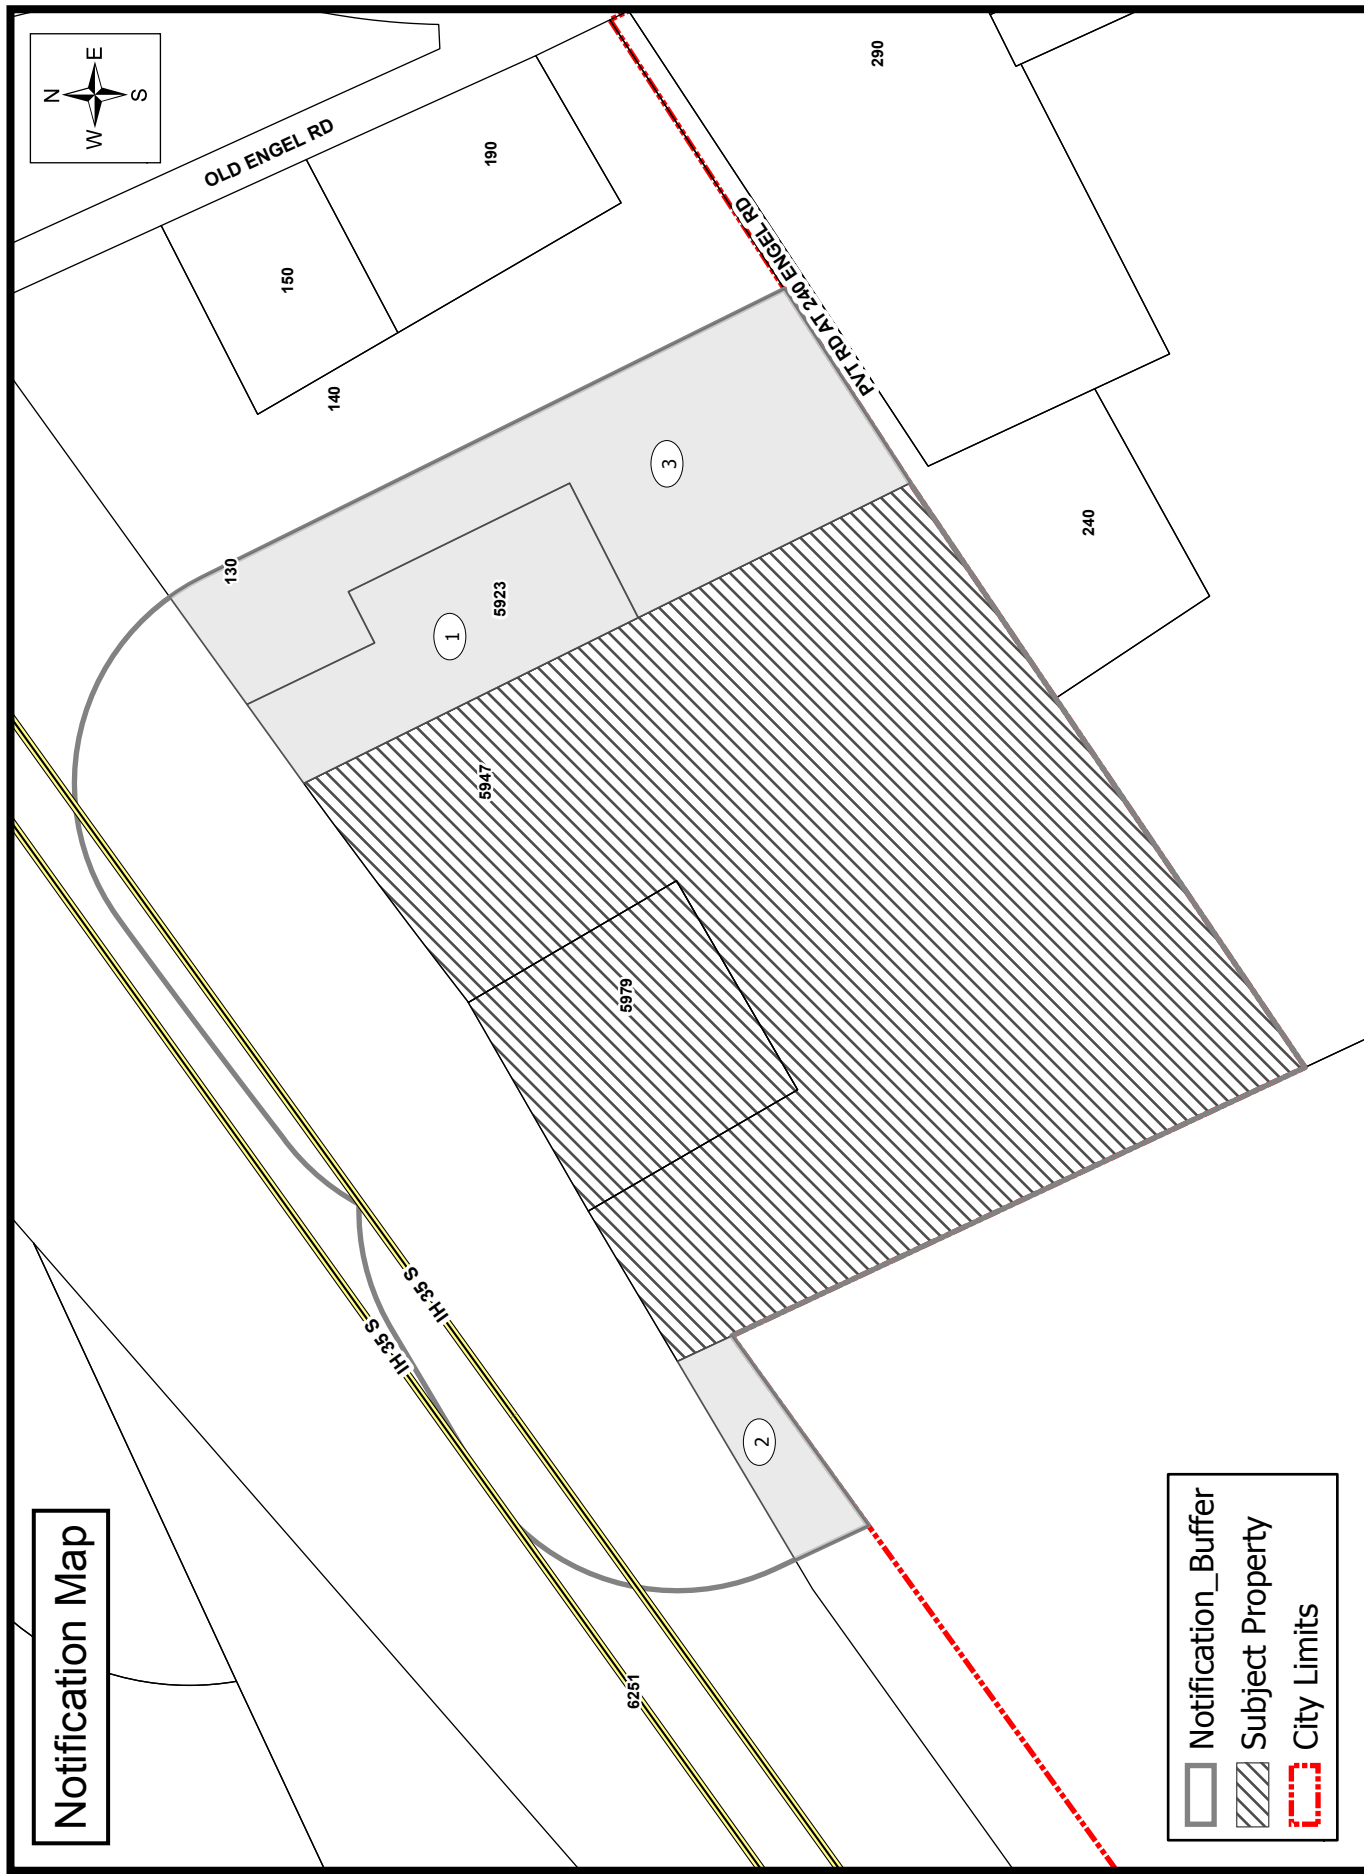 Notification Map
N
W
E
S
OLD ENGEL RD
150
190
140
290
130
PVT RD AT 240 ENGEL RD
3
1
5923
240
5947
5979
IH-35 S
IH-35 S
2
6251
Notification_Buffer
Subject Property
City Limits